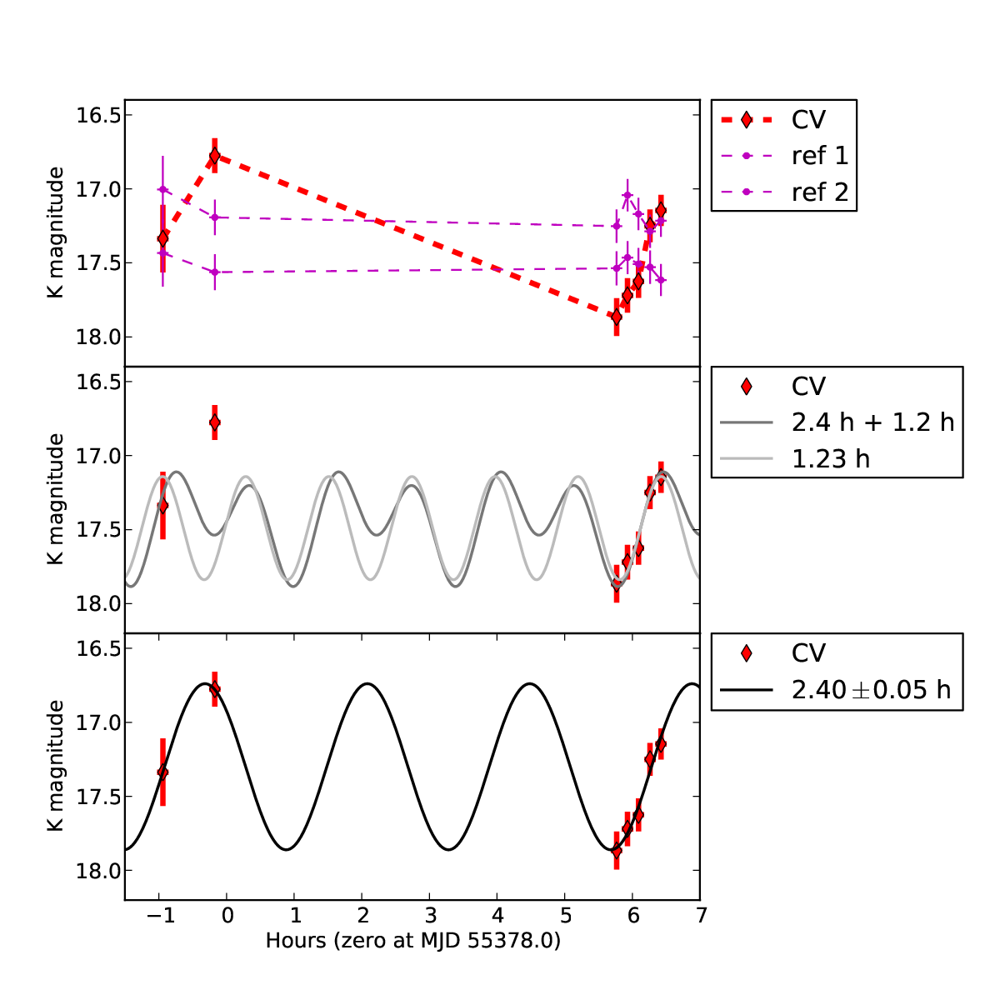 16.5
17.0
17.5
18.0
K magnitude
CV
ref 1
ref 2
16.5
17.0
17.5
18.0
K magnitude
CV
2.4 h + 1.2 h
1.23 h
16.5
17.0
17.5
18.0
K magnitude
CV
2.40±0.05 h
−1 0 1 2 3 4 5 6 7
Hours (zero at MJD 55378.0)